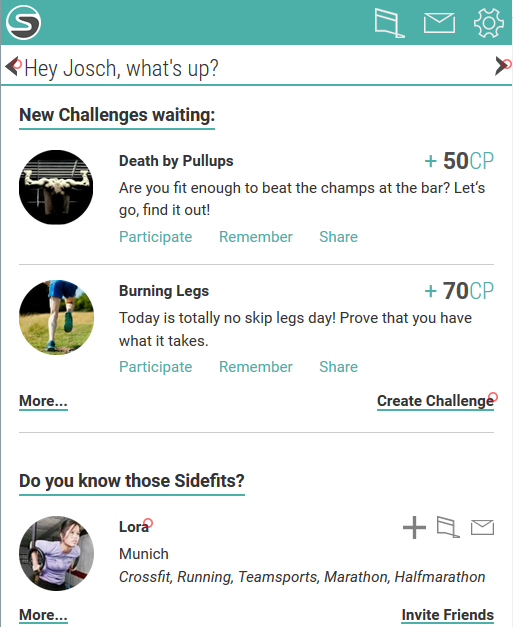 Hey Josch, what's up?
New Challenges waiting:
Death by Pullups + 50CP
Are you fit enough to beat the champs at the bar? Let's
go, find it out!
Participate Remember Share
Burning Legs + 70CP
Today is totally no skip legs day! Prove that you have
what it takes.
Participate Remember Share
More... Create Challenge
Do you know those Sidefits?
Lora
Munich
Crossfit, Running, Teamsports, Marathon, Halfmarathon
More... Invite Friends